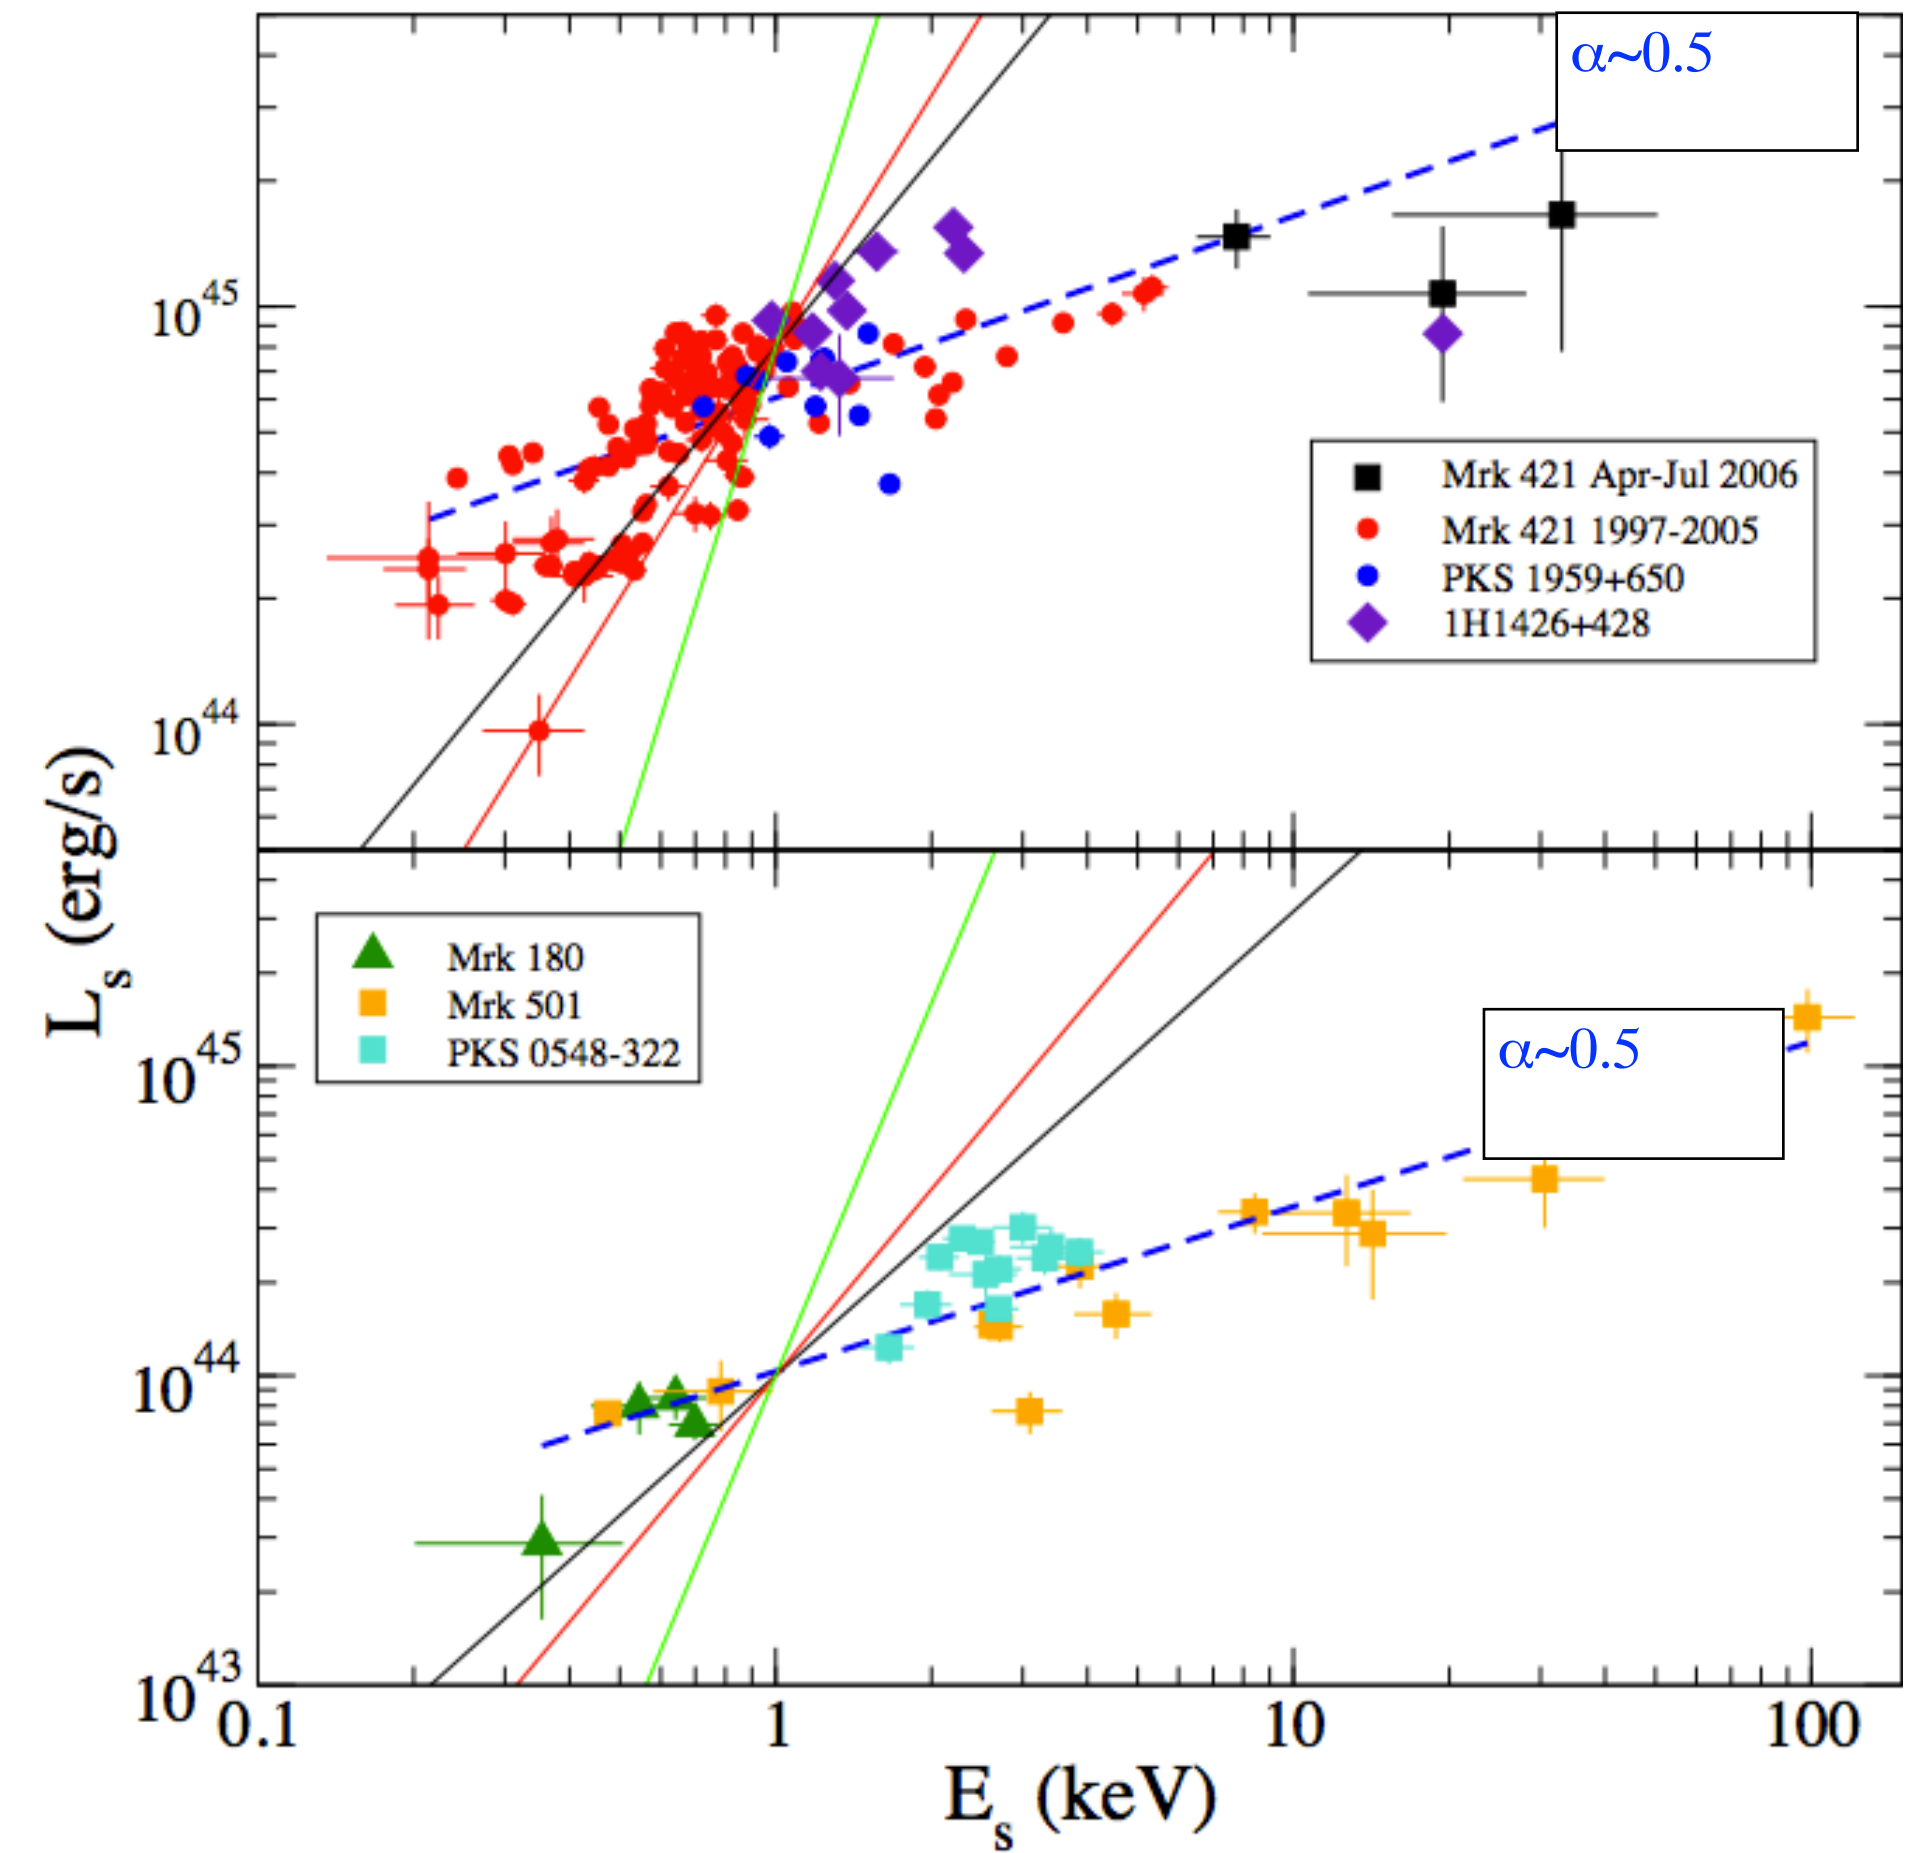 α~0.5
10^45
Mrk 421 Apr-Jul 2006
Mrk 421 1997-2005
PKS 1959+650
1H1426+428
10^44
L_s (erg/s)
Mrk 180
Mrk 501
PKS 0548-322
α~0.5
10^45
10^44
10^43
0.1 1 10 100
E_s (keV)